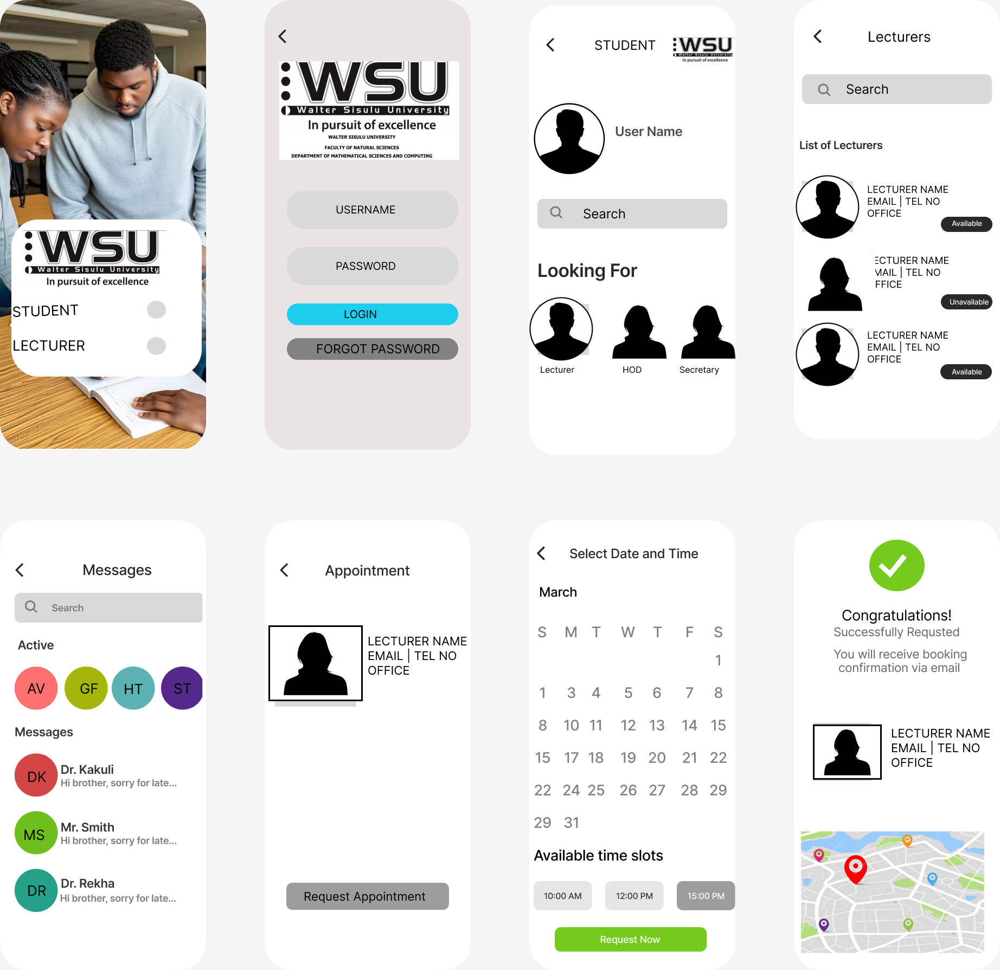 WSU
Walter Sisulu University
In pursuit of excellence
STUDENT
LECTURER
WSU
Walter Sisulu University
In pursuit of excellence
WALTER SISULU UNIVERSITY
FACULTY OF NATURAL SCIENCES
DEPARTMENT OF MATHEMATICAL SCIENCES AND COMPUTING
USERNAME
PASSWORD
LOGIN
FORGOT PASSWORD
STUDENT
WSU
Walter Sisulu University
In pursuit of excellence
User Name
Search
Looking For
Lecturer HOD Secretary
Lecturers
Search
List of Lecturers
LECTURER NAME
EMAIL | TEL NO
OFFICE
Available
ECTURER NAME
MAIL | TEL NO
FFICE
Unavailable
LECTURER NAME
EMAIL | TEL NO
OFFICE
Available
Messages
Search
Active
AV GF HT ST
Messages
DK
Dr. Kakuli
Hi brother, sorry for late...
MS
Mr. Smith
Hi brother, sorry for late...
DR
Dr. Rekha
Hi brother, sorry for late...
Appointment
LECTURER NAME
EMAIL | TEL NO
OFFICE
Request Appointment
Select Date and Time
March
S M T W T F S
1
1 3 4 5 6 7 8
8 10 11 12 13 14 15
15 17 18 19 20 21 22
22 24 25 26 27 28 29
29 31
Available time slots
10:00 AM 12:00 PM 15:00 PM
Request Now
Congratulations!
Successfully Requsted
You will receive booking
confirmation via email
LECTURER NAME
EMAIL | TEL NO
OFFICE